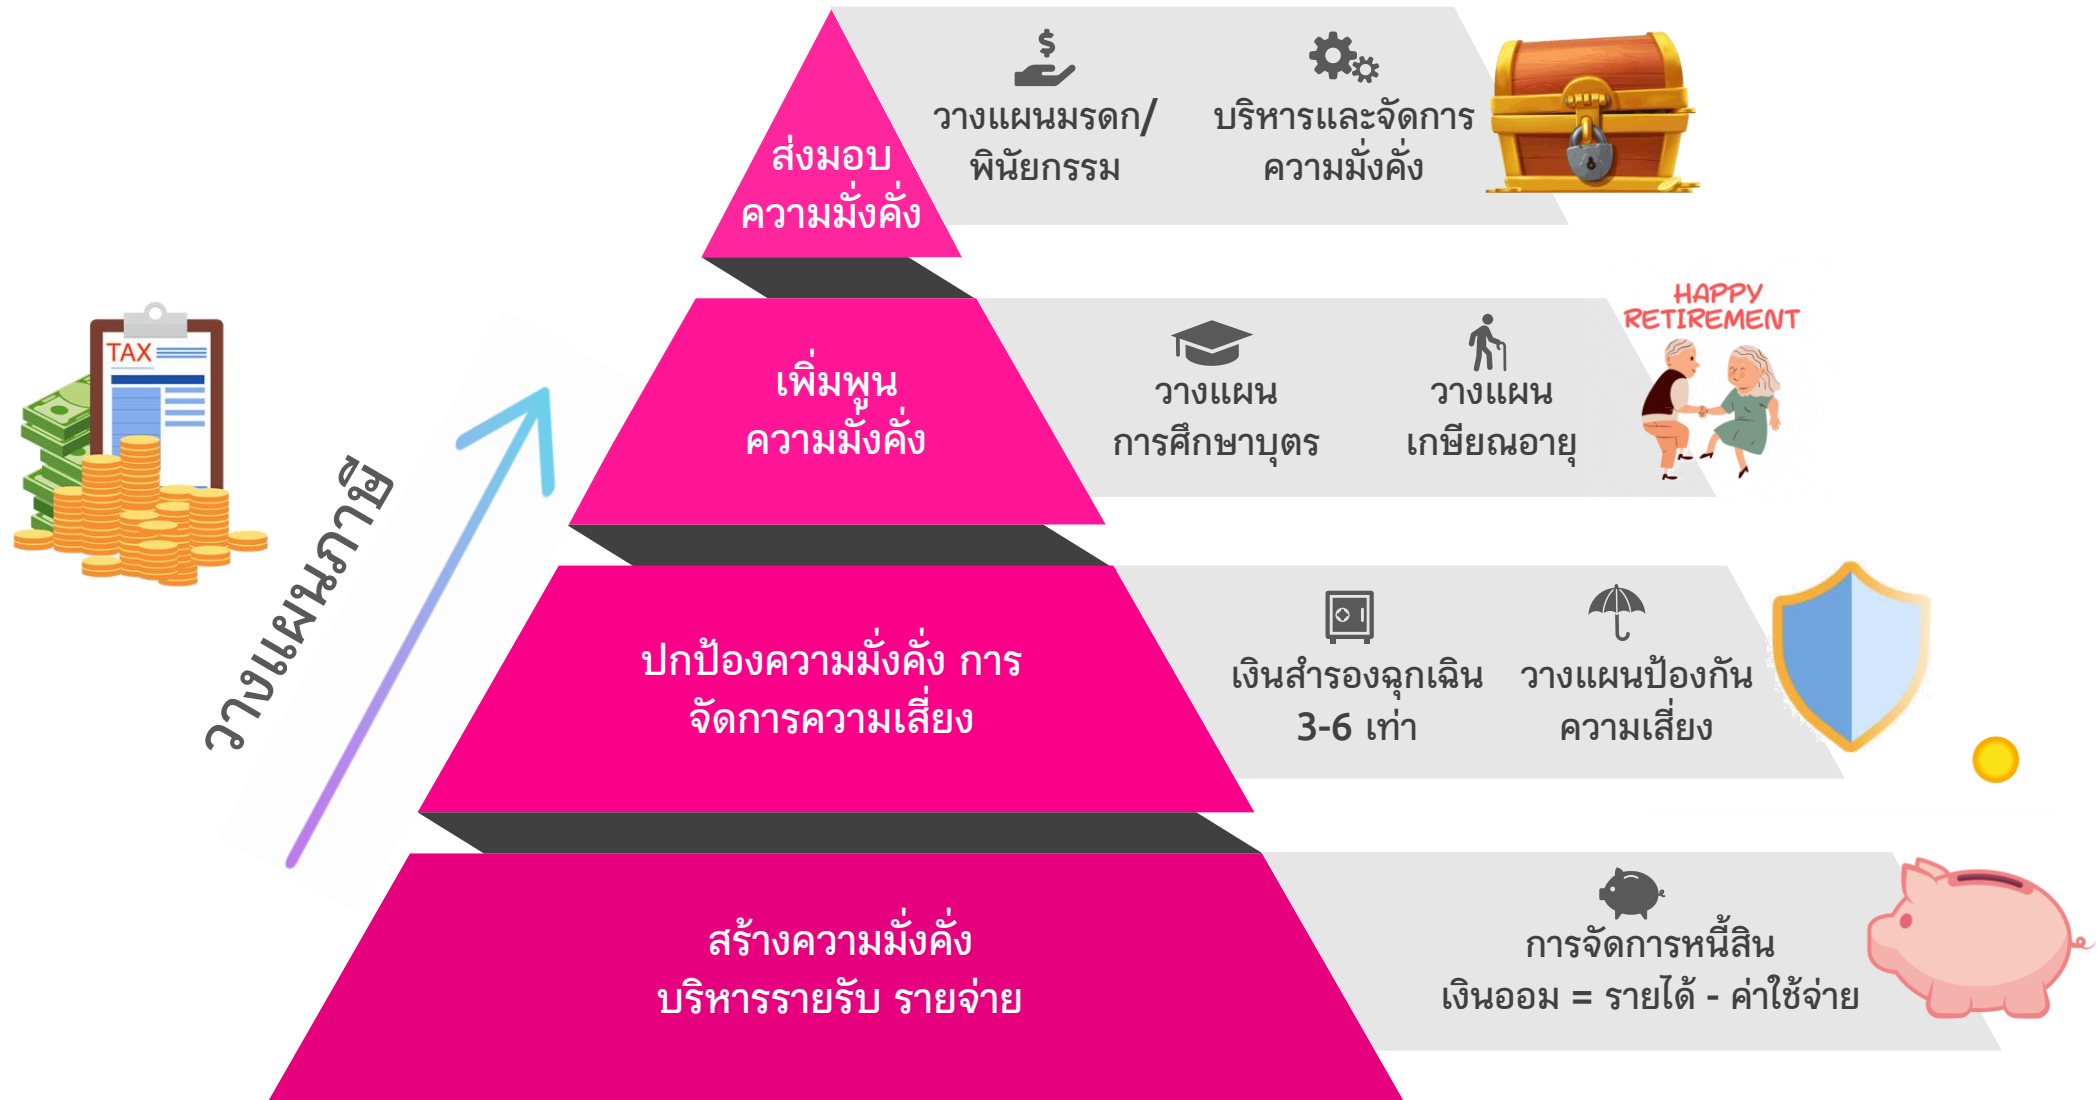 ส่งมอบ
ความมั่งคั่ง
วางแผนมรดก/
พินัยกรรม
บริหารและจัดการ
ความมั่งคั่ง
เพิ่มพูน
ความมั่งคั่ง
วางแผน
การศึกษาบุตร
วางแผน
เกษียณอายุ
HAPPY
RETIREMENT
TAX
วางแผนภาษี
ปกป้องความมั่งคั่ง การ
จัดการความเสี่ยง
เงินสำรองฉุกเฉิน
3-6 เท่า
วางแผนป้องกัน
ความเสี่ยง
สร้างความมั่งคั่ง
บริหารรายรับ รายจ่าย
การจัดการหนี้สิน
เงินออม = รายได้ - ค่าใช้จ่าย